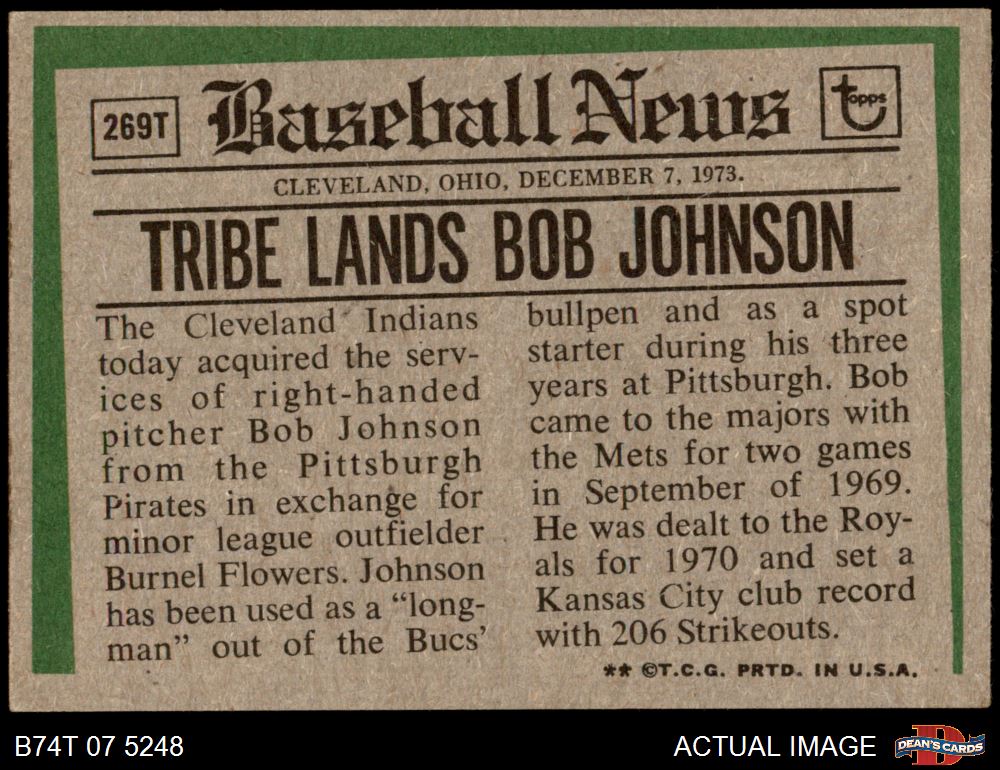 269T
Baseball News
topps
CLEVELAND, OHIO, DECEMBER 7, 1973.
TRIBE LANDS BOB JOHNSON
The Cleveland Indians
today acquired the serv-
ices of right-handed
pitcher Bob Johnson
from the Pittsburgh
Pirates in exchange for
minor league outfielder
Burnel Flowers. Johnson
has been used as a “long-
man” out of the Bucs’
bullpen and as a spot
starter during his three
years at Pittsburgh. Bob
came to the majors with
the Mets for two games
in September of 1969.
He was dealt to the Roy-
als for 1970 and set a
Kansas City club record
with 206 Strikeouts.
** ©T.C.G. PRTD. IN U.S.A.
B74T 07 5248
ACTUAL IMAGE
DEAN'S CARDS